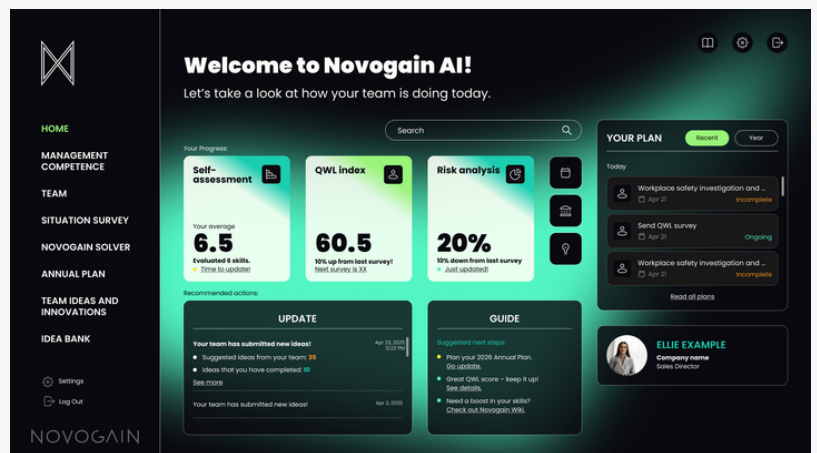 HOME
MANAGEMENT
COMPETENCE
TEAM
SITUATION SURVEY
NOVOGAIN SOLVER
ANNUAL PLAN
TEAM IDEAS AND
INNOVATIONS
IDEA BANK
Settings
Log Out
NOVOGAIN
Welcome to Novogain AI!
Let's take a look at how your team is doing today.
Search
Your Progress:
Self-
assessment
Your average
6.5
Evaluated 6 skills.
Time to update!
QWL index
60.5
10% up from last survey!
Next survey is XX
Risk analysis
20%
10% down from last survey
Just updated!
Recommended actions:
UPDATE
Your team has submitted new ideas!
Apr 23, 2025
12:22 PM
Suggested ideas from your team: 35
Ideas that you have completed: 10
See more
Your team has submitted new ideas!
Apr 3, 2025
GUIDE
Suggested next steps:
Plan your 2026 Annual Plan.
Go update.
Great QWL score – keep it up!
See details.
Need a boost in your skills?
Check out Novogain Wiki.
YOUR PLAN
Recent
Year
Today
Workplace safety investigation and ...
Apr 21
Incomplete
Send QWL survey
Apr 21
Ongoing
Workplace safety investigation and ...
Apr 21
Incomplete
Read all plans
ELLIE EXAMPLE
Company name
Sales Director